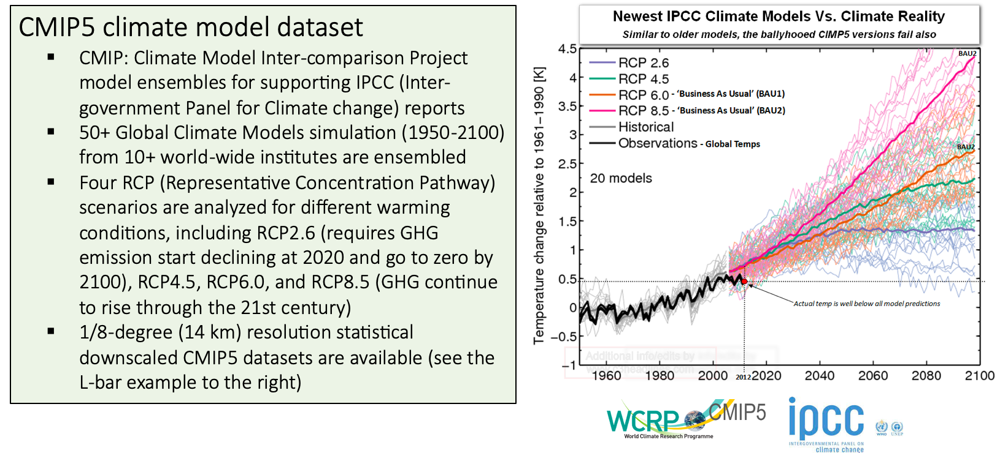 CMIP5 climate model dataset
▪ CMIP: Climate Model Inter-comparison Project
model ensembles for supporting IPCC (Inter-
government Panel for Climate change) reports
▪ 50+ Global Climate Models simulation (1950-2100)
from 10+ world-wide institutes are ensembled
▪ Four RCP (Representative Concentration Pathway)
scenarios are analyzed for different warming
conditions, including RCP2.6 (requires GHG
emission start declining at 2020 and go to zero by
2100), RCP4.5, RCP6.0, and RCP8.5 (GHG continue
to rise through the 21st century)
▪ 1/8-degree (14 km) resolution statistical
downscaled CMIP5 datasets are available (see the
L-bar example to the right)
Newest IPCC Climate Models Vs. Climate Reality
Similar to older models, the ballyhooed CIMP5 versions fail also
Temperature change relative to 1961–1990 [K]
4.5
4
3.5
3
2.5
2
1.5
1
0.5
0
−0.5
−1
RCP 2.6
RCP 4.5
RCP 6.0 - ‘Business As Usual’ (BAU1)
RCP 8.5 - ‘Business As Usual’ (BAU2)
Historical
Observations - Global Temps
20 models
BAU2
BAU2
Actual temp is well below all model predictions
Additional info/edits by
www.c3headlines.com
1960 1980 2000 2012 2020 2040 2060 2080 2100
WCRP CMIP5
World Climate Research Programme
ipcc
INTERGOVERNMENTAL PANEL ON
climate change
WHO UNEP